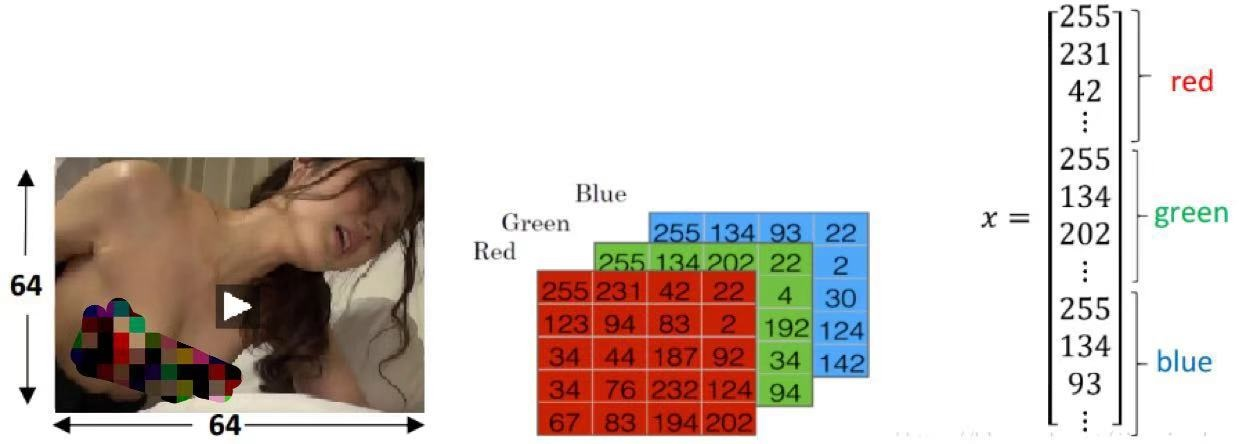 64
64
Blue
Green
Red
255 134 93 22
2
30
124
142
255 134 202 22
4
192
34
94
255 231 42 22
123 94 83 2
34 44 187 92
34 76 232 124
67 83 194 202
x =
255
231
42
⋮
255
134
202
⋮
255
134
93
⋮
red
green
blue